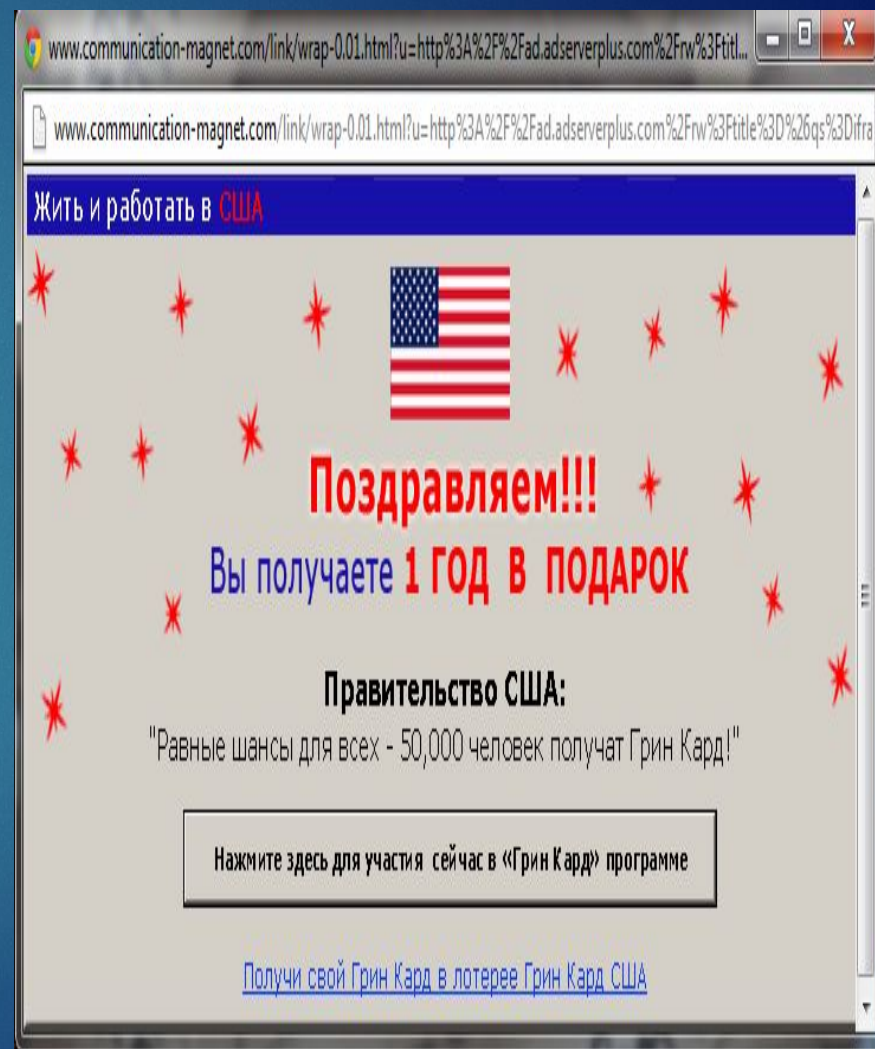 www.communication-magnet.com/link/wrap-0.01.html?u=http%3A%2F%2Fad.adserverplus.com%2Frw%3Ftitl...
X
www.communication-magnet.com/link/wrap-0.01.html?u=http%3A%2F%2Fad.adserverplus.com%2Frw%3Ftitle%3D%26qs%3Difra
Жить и работать в США
Поздравляем!!!
Вы получаете 1 ГОД В ПОДАРОК
Правительство США:
"Равные шансы для всех - 50,000 человек получат Грин Кард!"
Нажмите здесь для участия сейчас в «Грин Кард» программе
Получи свой Грин Кард в лотерее Грин Кард США